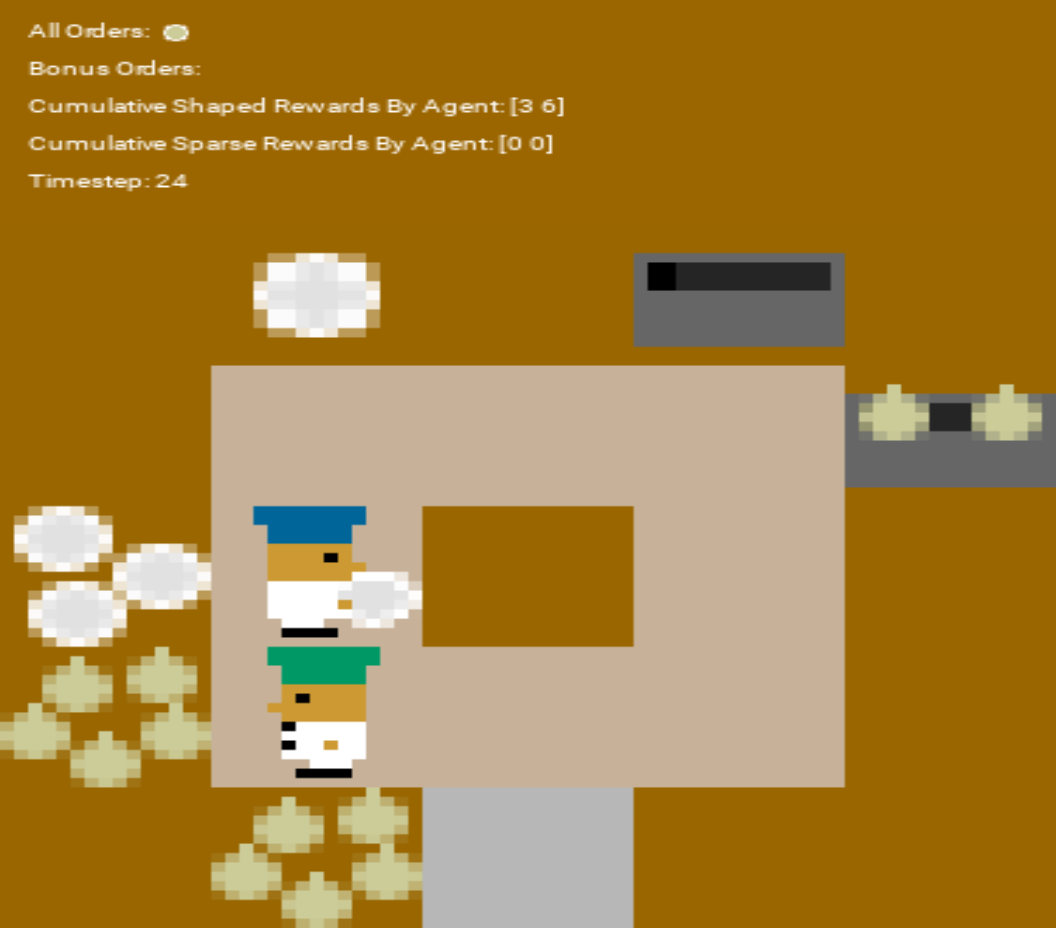 All Orders:
Bonus Orders:
Cumulative Shaped Rewards By Agent: [3 6]
Cumulative Sparse Rewards By Agent: [0 0]
Timestep: 24